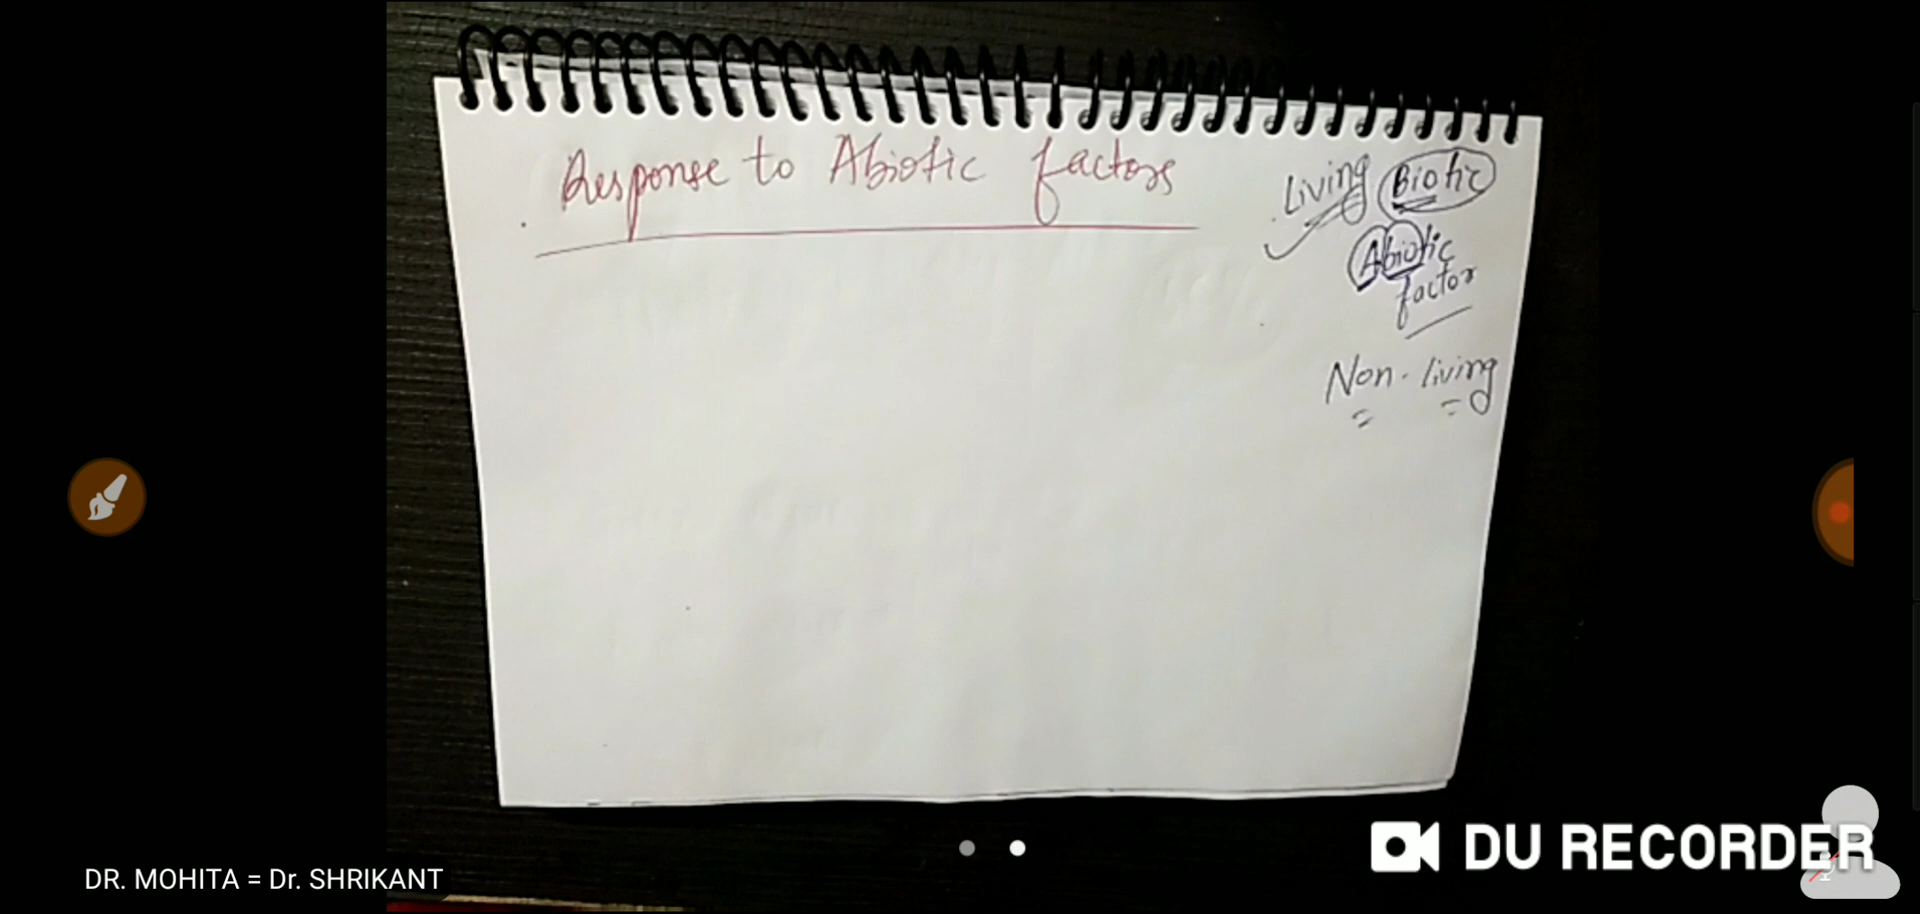 Response to Abiotic factors
Living Biotic
Abiotic
factor
Non-living
DU RECORDER
DR. MOHITA = Dr. SHRIKANT